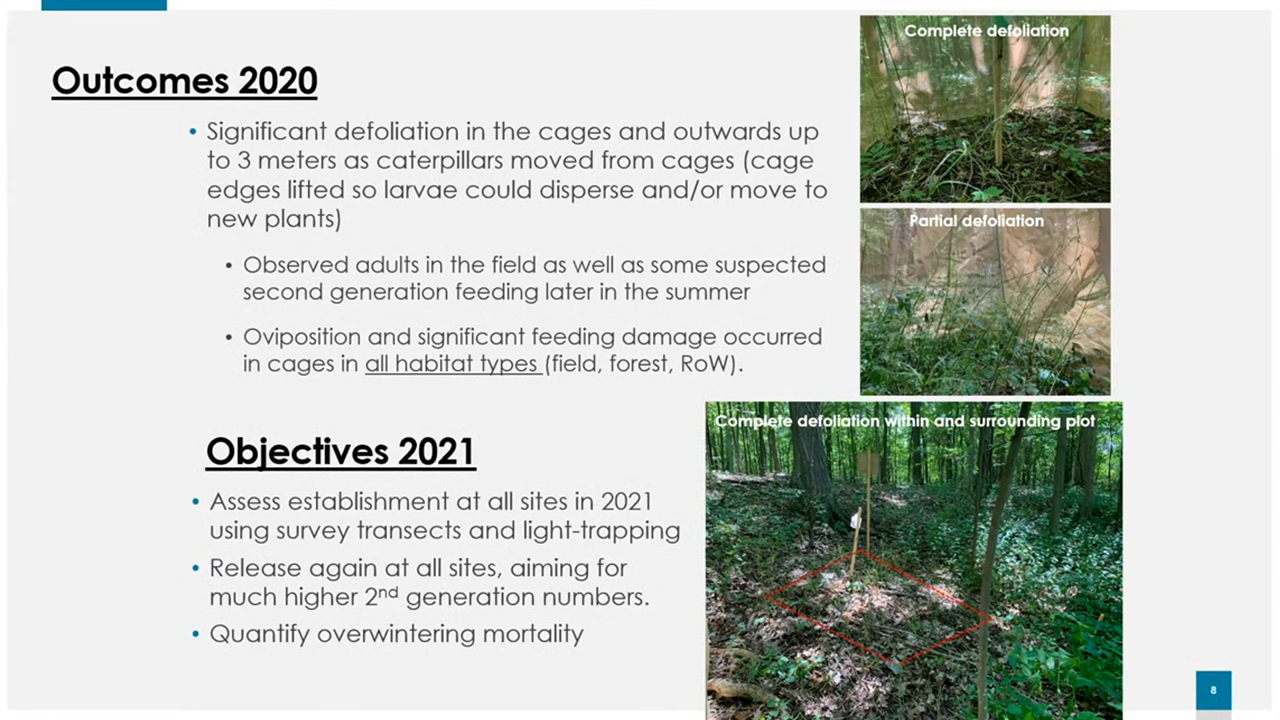 Outcomes 2020
• Significant defoliation in the cages and outwards up
to 3 meters as caterpillars moved from cages (cage
edges lifted so larvae could disperse and/or move to
new plants)
• Observed adults in the field as well as some suspected
second generation feeding later in the summer
• Oviposition and significant feeding damage occurred
in cages in all habitat types (field, forest, RoW).
Objectives 2021
• Assess establishment at all sites in 2021
using survey transects and light-trapping
• Release again at all sites, aiming for
much higher 2nd generation numbers.
• Quantify overwintering mortality
Complete defoliation
Partial defoliation
Complete defoliation within and surrounding plot
8